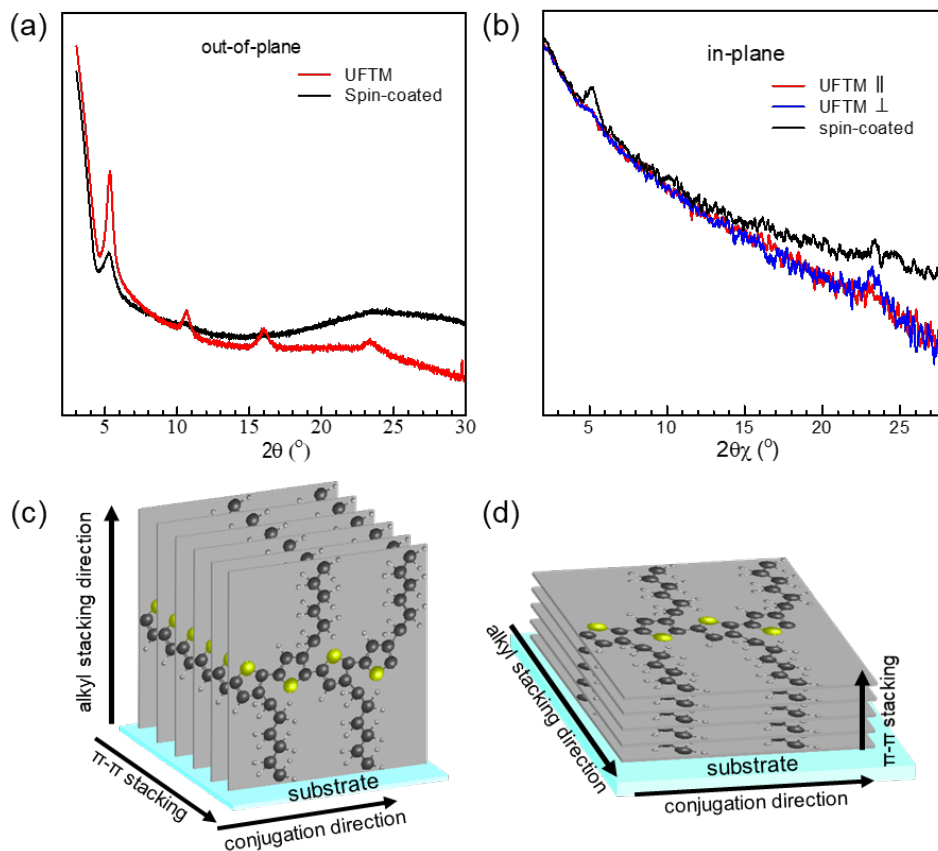 (a)
out-of-plane
UFTM
Spin-coated
5
10
15
20
25
30
2θ (°)
(b)
in-plane
UFTM ∥
UFTM ⊥
spin-coated
5
10
15
20
25
2θχ (°)
(c)
alkyl stacking direction
π-π stacking
substrate
conjugation direction
(d)
alkyl stacking direction
π-π stacking
substrate
conjugation direction